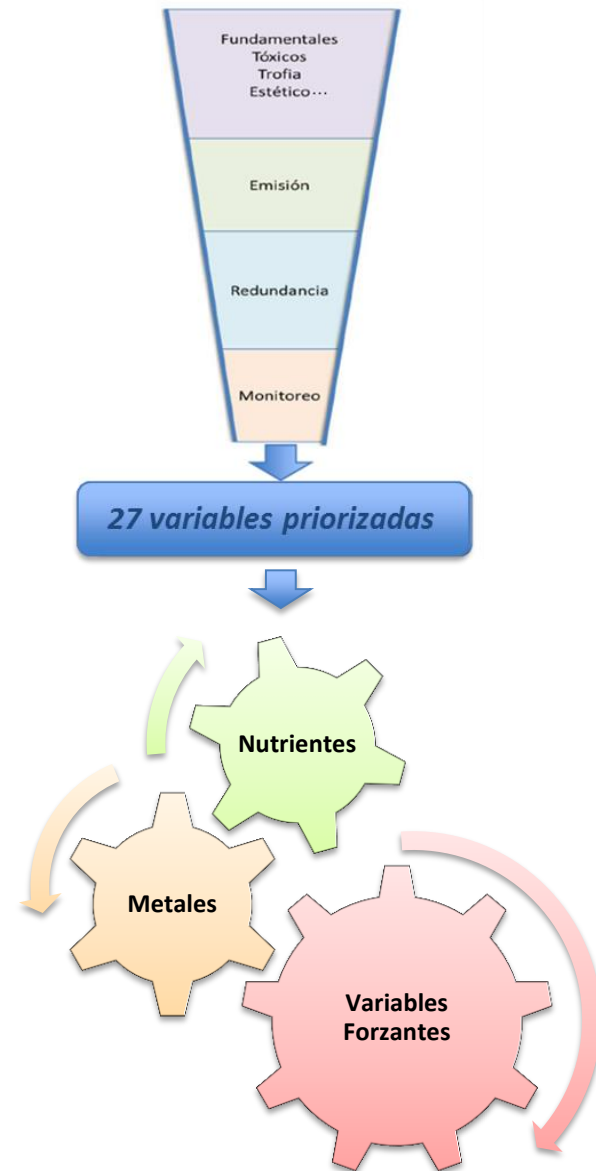 Fundamentales
Tóxicos
Trofia
Estético...
Emisión
Redundancia
Monitoreo
27 variables priorizadas
Nutrientes
Metales
Variables
Forzantes